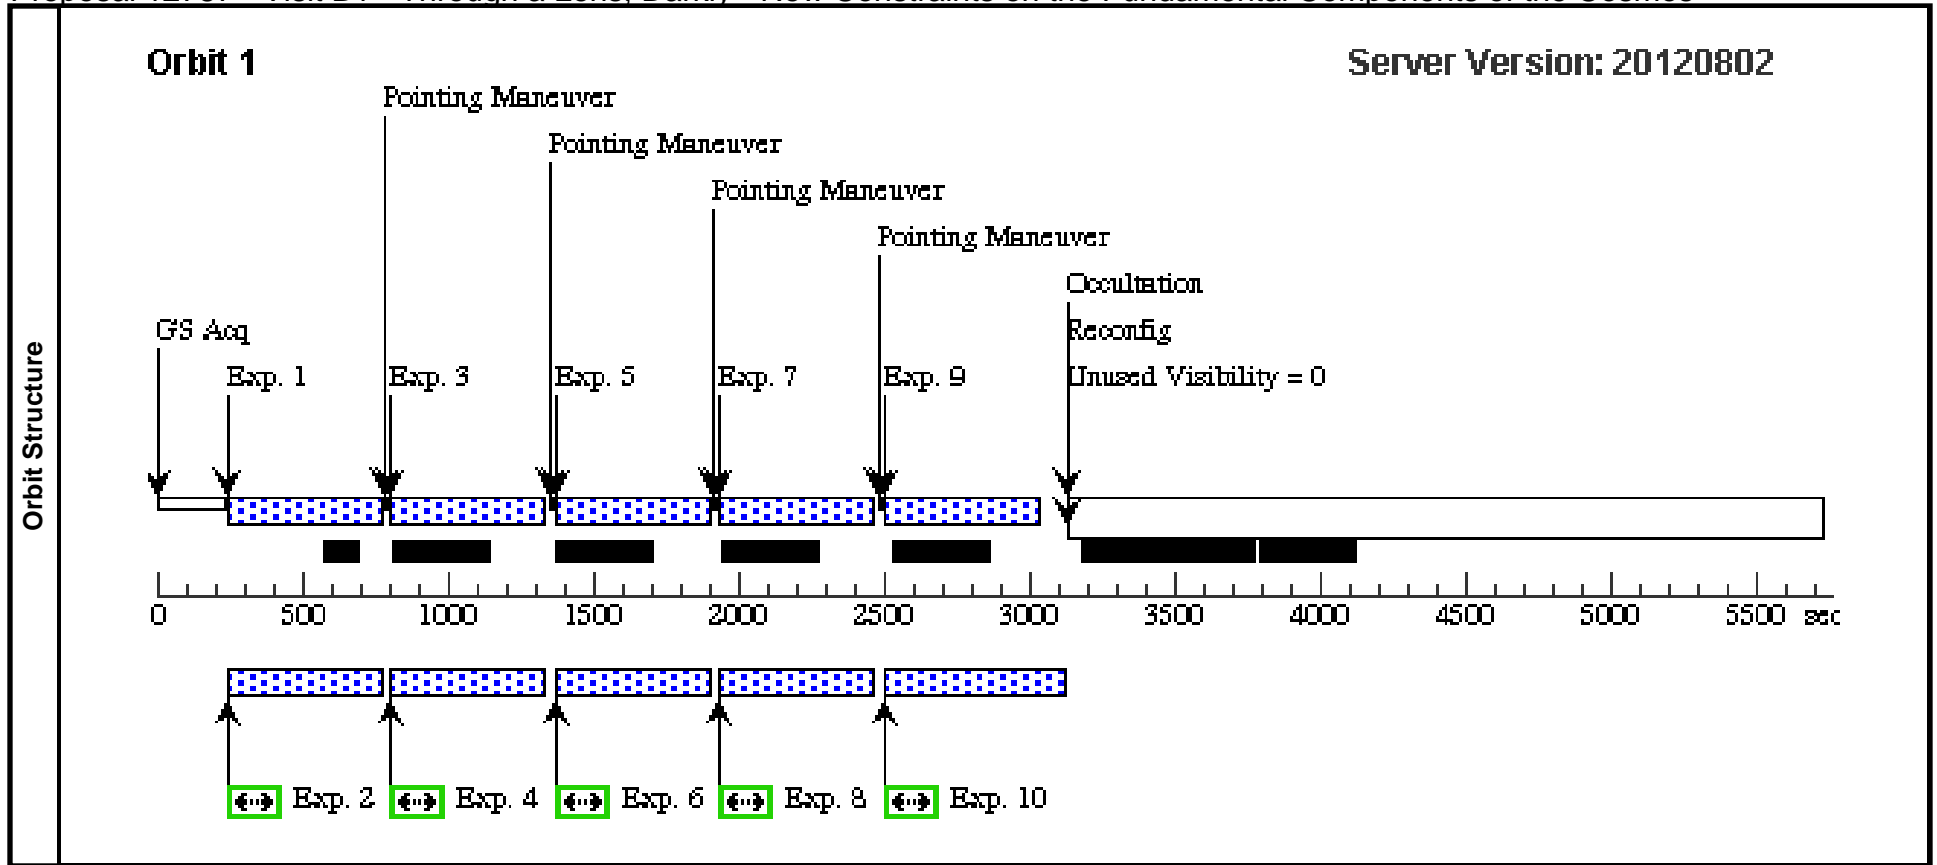 Orbit 1
Server Version: 20120802
Pointing Maneuver
Pointing Maneuver
Pointing Maneuver
Pointing Maneuver
Occultation
GS Acq
Reconfig
Exp. 1
Exp. 3
Exp. 5
Exp. 7
Exp. 9
Unused Visibility = 0
Orbit Structure
0 500 1000 1500 2000 2500 3000 3500 4000 4500 5000 5500 sec
Exp. 2
Exp. 4
Exp. 6
Exp. 8
Exp. 10